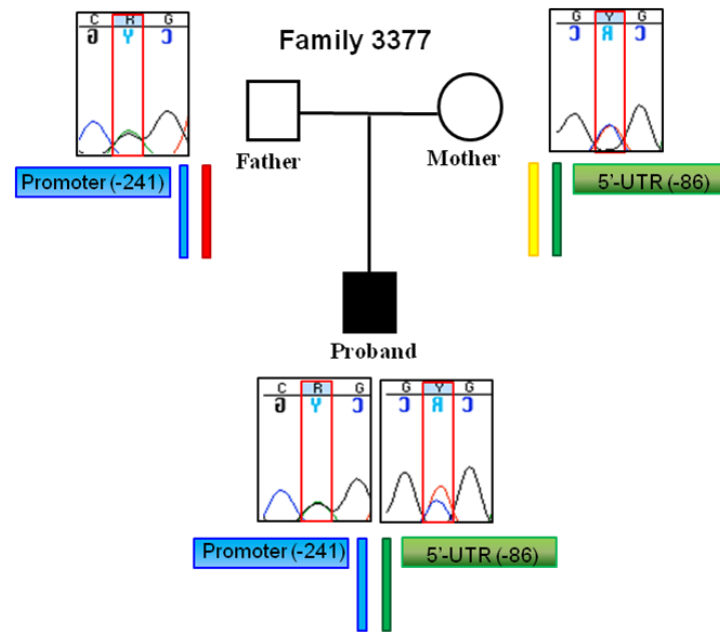 Family 3377
C R G
G Y C
G Y G
C R C
Father
Mother
Promoter (-241)
5'-UTR (-86)
Proband
C R G
G Y C
G Y G
C R C
Promoter (-241)
5'-UTR (-86)